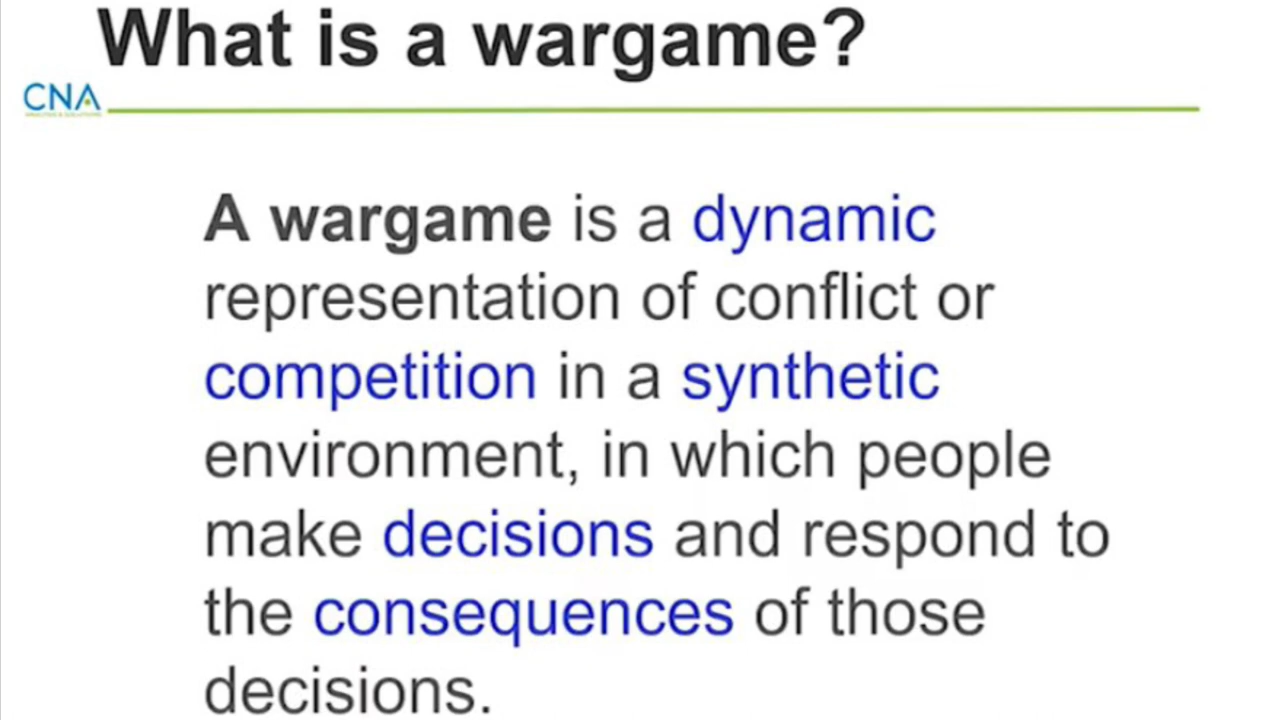 What is a wargame?
CNA
A wargame is a dynamic
representation of conflict or
competition in a synthetic
environment, in which people
make decisions and respond to
the consequences of those
decisions.